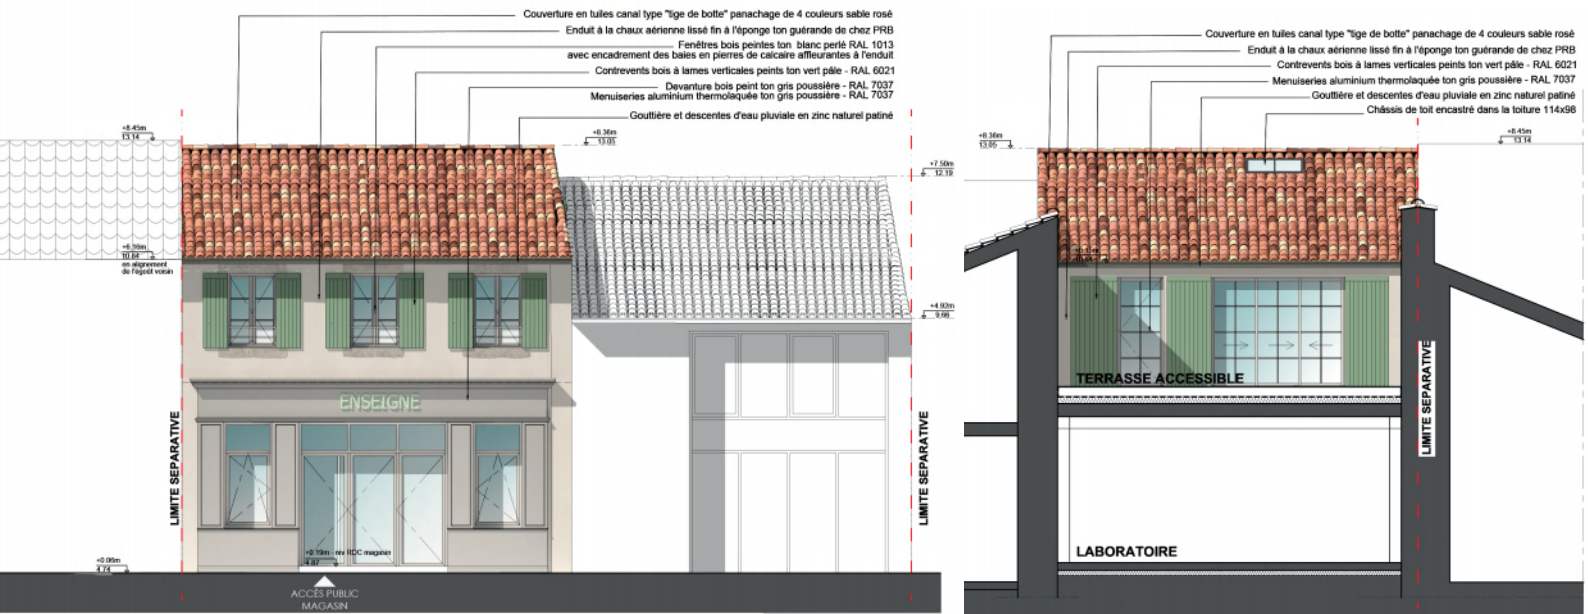 Couverture en tuiles canal type "tige de botte" panachage de 4 couleurs sable rosé
Enduit à la chaux aérienne lissé fin à l'éponge ton guérande de chez PRB
Fenêtres bois peintes ton blanc perlé RAL 1013
avec encadrement des baies en pierres de calcaire affleurantes à l'enduit
Contrevents bois à lames verticales peints ton vert pâle - RAL 6021
Devanture bois peint ton gris poussière - RAL 7037
Menuiseries aluminium thermolaquée ton gris poussière - RAL 7037
Gouttière et descentes d'eau pluviale en zinc naturel patiné
+8.45m
13.14
+8.36m
13.05
+7.50m
12.19
10.84
en alignement
de l'égoût voisin
+4.92m
9.66
ENSEIGNE
LIMITE SEPARATIVE
LIMITE SEPARATIVE
+0.19m - niv RDC magasin
4.87
+0.06m
4.74
ACCÈS PUBLIC
MAGASIN
Couverture en tuiles canal type "tige de botte" panachage de 4 couleurs sable rosé
Enduit à la chaux aérienne lissé fin à l'éponge ton guérande de chez PRB
Contrevents bois à lames verticales peints ton vert pâle - RAL 6021
Menuiseries aluminium thermolaquée ton gris poussière - RAL 7037
Gouttière et descentes d'eau pluviale en zinc naturel patiné
Châssis de toit encastré dans la toiture 114x98
+8.36m
13.05
+8.45m
13.14
TERRASSE ACCESSIBLE
LIMITE SEPARATIVE
LABORATOIRE